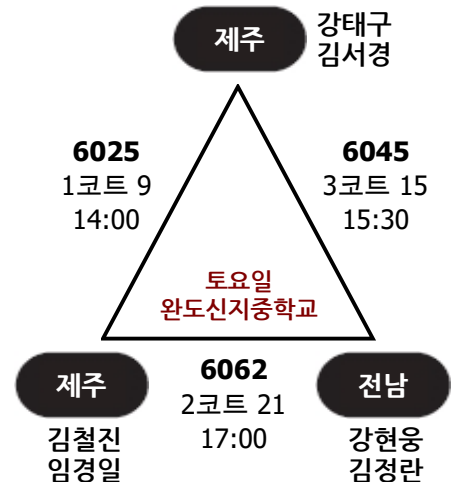 제주
강태구
김서경
6025
1코트 9
14:00
6045
3코트 15
15:30
토요일
완도신지중학교
제주
김철진
임경일
6062
2코트 21
17:00
전남
강현웅
김정란